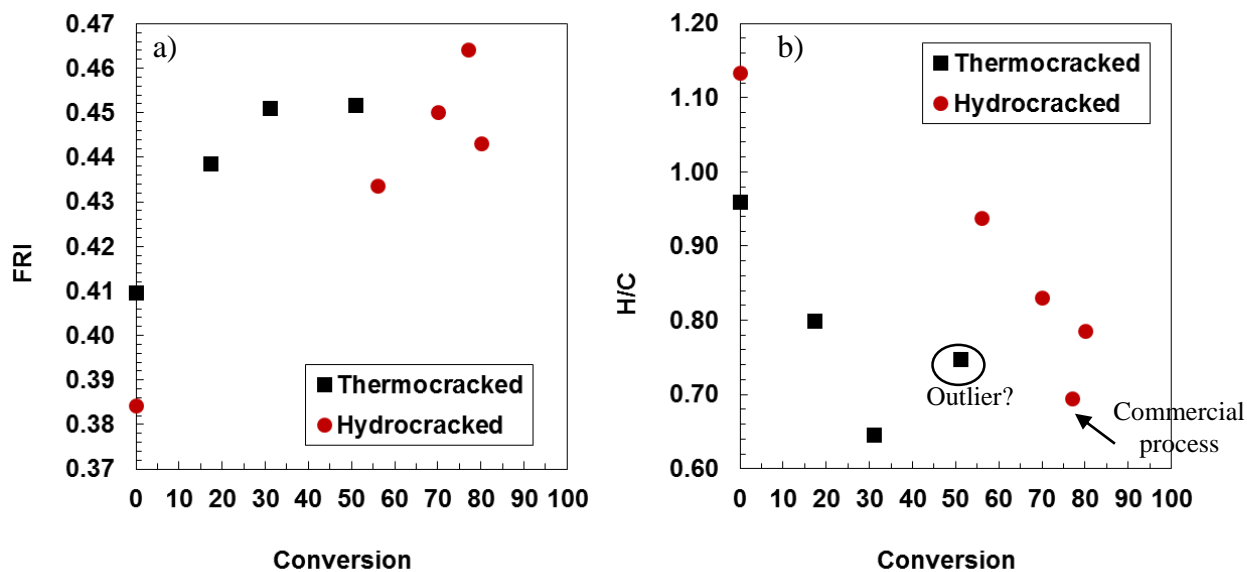 a)
0.47
0.46
0.45
0.44
0.43
0.42
0.41
0.40
0.39
0.38
0.37
FRI
Thermocracked
Hydrocracked
0 10 20 30 40 50 60 70 80 90 100
Conversion
b)
1.20
1.10
1.00
0.90
0.80
0.70
0.60
H/C
Thermocracked
Hydrocracked
Outlier?
Commercial
process
0 10 20 30 40 50 60 70 80 90 100
Conversion